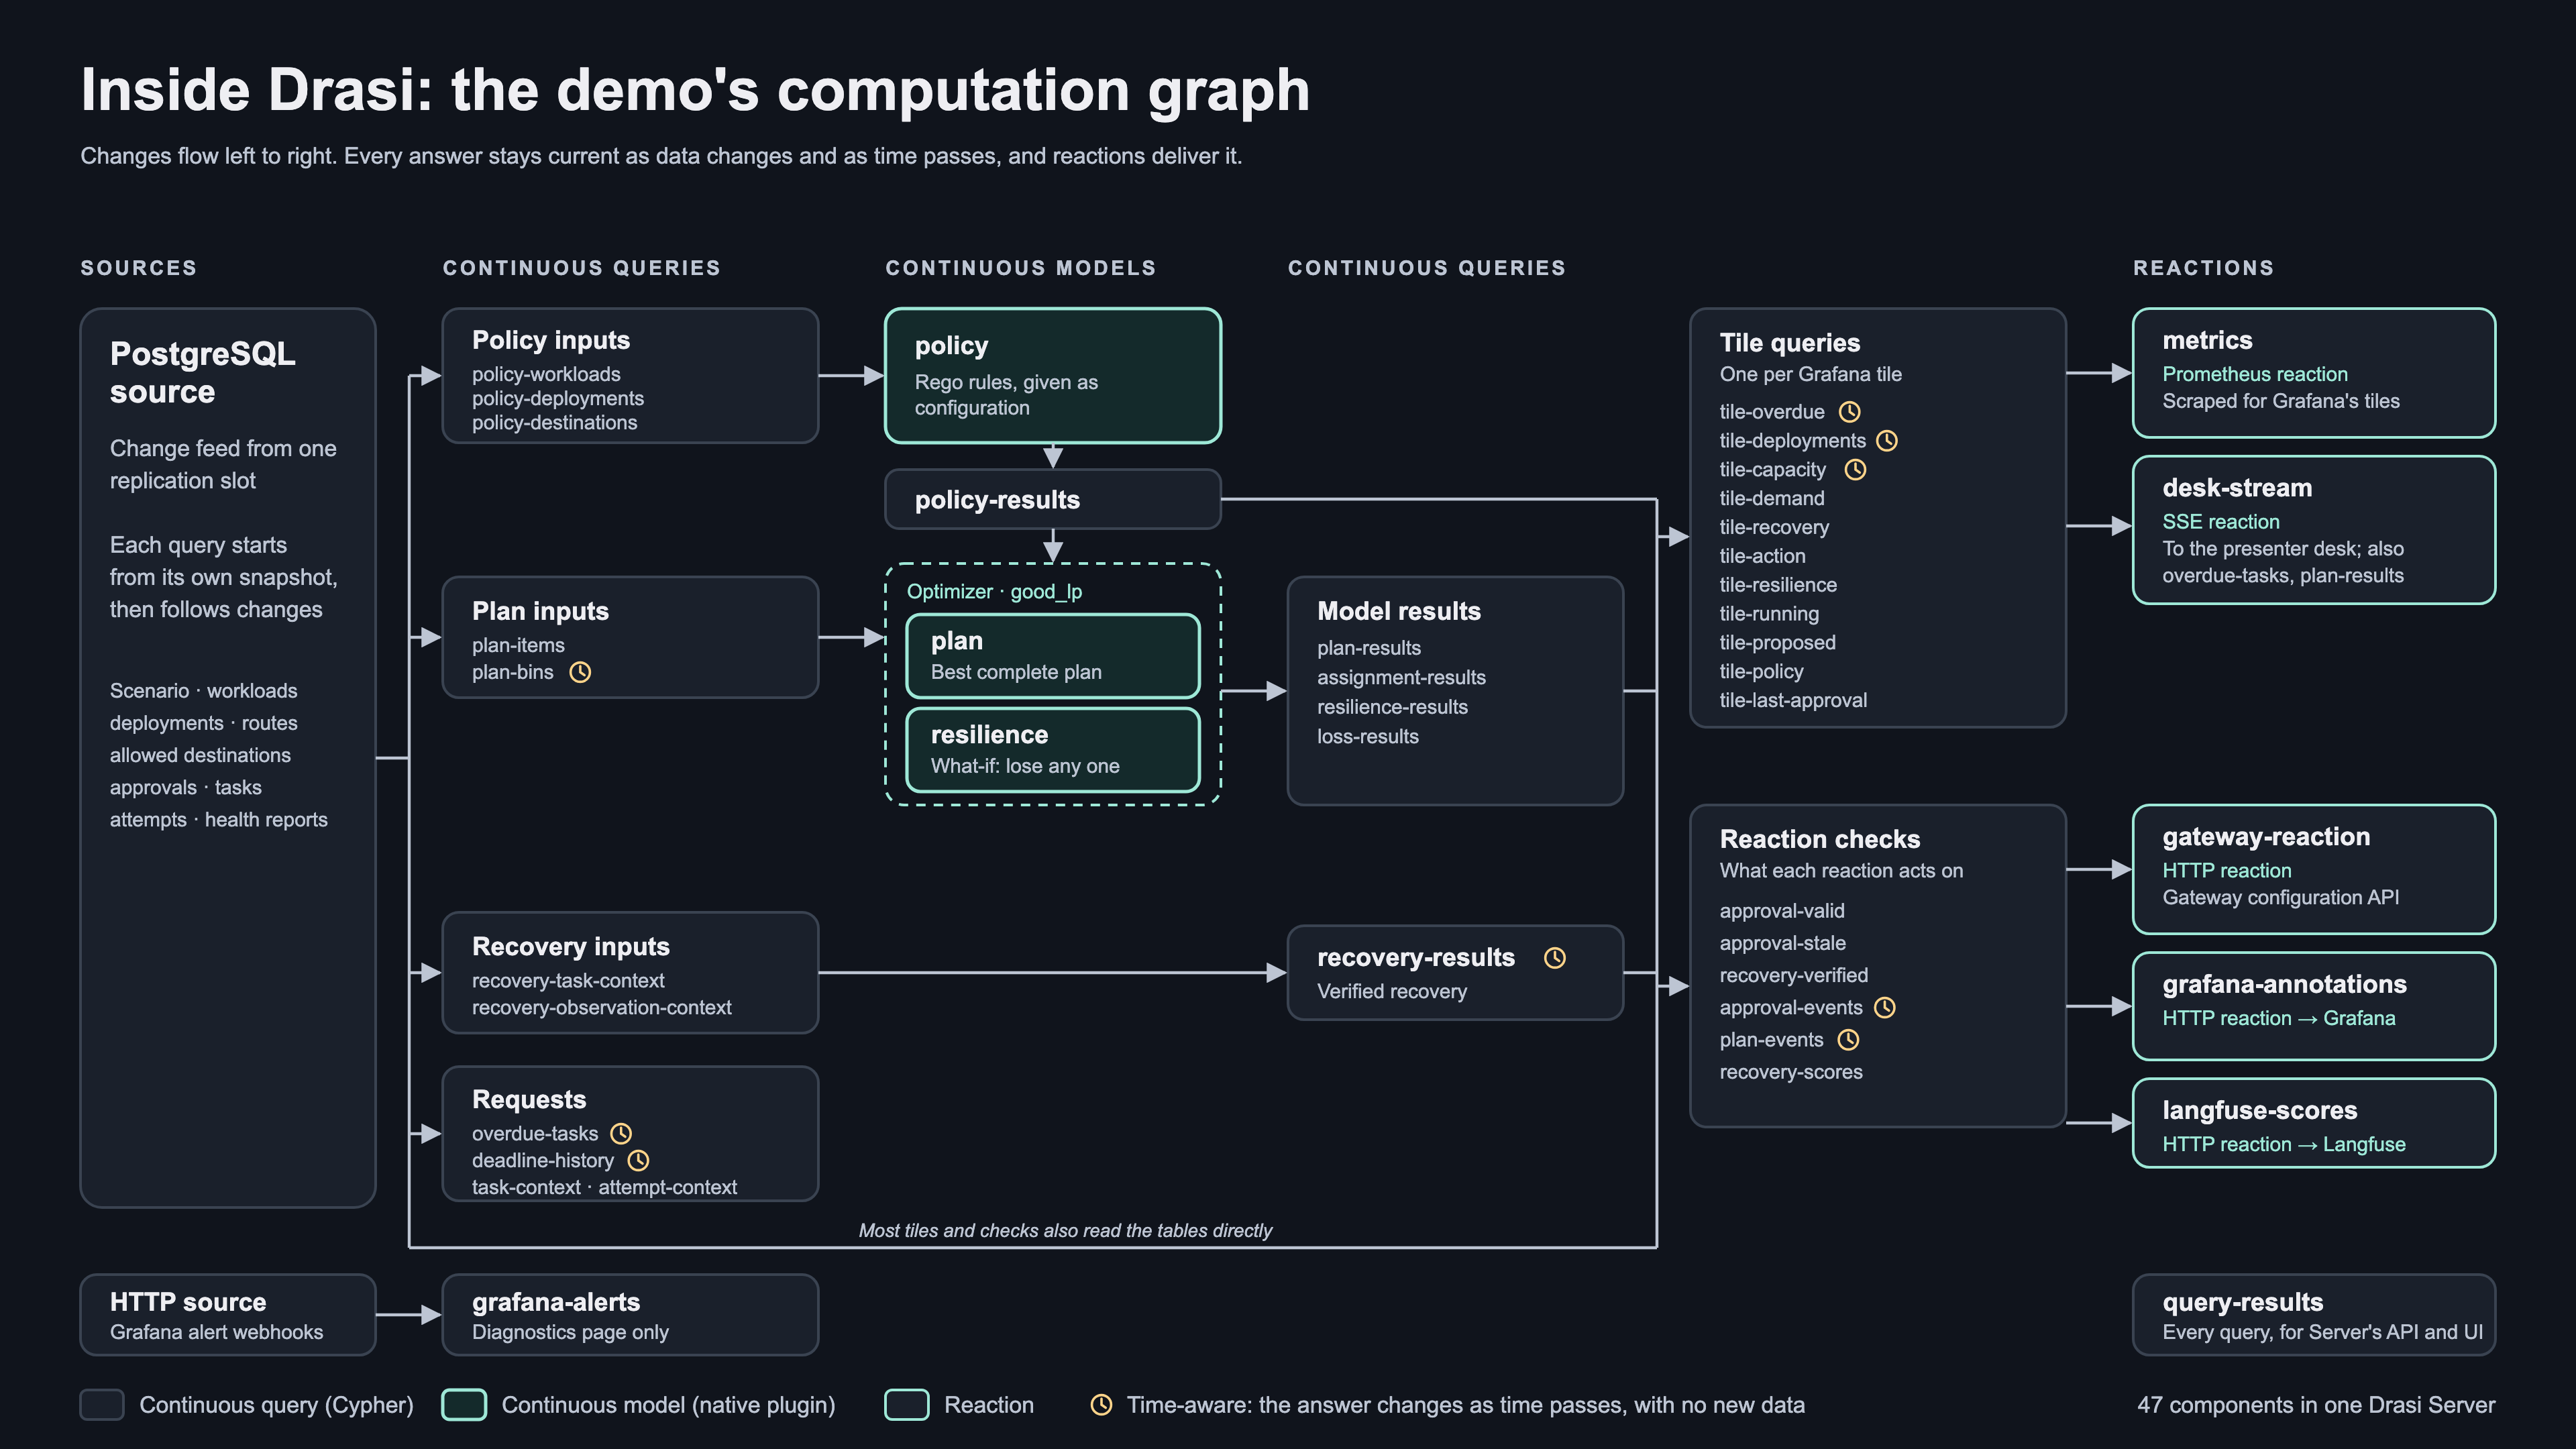 Inside Drasi: the demo's computation graph
Changes flow left to right. Every answer stays current as data changes and as time passes, and reactions deliver it.
SOURCES
CONTINUOUS QUERIES
CONTINUOUS MODELS
CONTINUOUS QUERIES
REACTIONS
PostgreSQL
source
Change feed from one
replication slot
Each query starts
from its own snapshot,
then follows changes
Scenario · workloads
deployments · routes
allowed destinations
approvals · tasks
attempts · health reports
Policy inputs
policy-workloads
policy-deployments
policy-destinations
Plan inputs
plan-items
plan-bins
Recovery inputs
recovery-task-context
recovery-observation-context
Requests
overdue-tasks
deadline-history
task-context · attempt-context
policy
Rego rules, given as
configuration
policy-results
Optimizer · good_lp
plan
Best complete plan
resilience
What-if: lose any one
Model results
plan-results
assignment-results
resilience-results
loss-results
recovery-results
Verified recovery
Tile queries
One per Grafana tile
tile-overdue
tile-deployments
tile-capacity
tile-demand
tile-recovery
tile-action
tile-resilience
tile-running
tile-proposed
tile-policy
tile-last-approval
Reaction checks
What each reaction acts on
approval-valid
approval-stale
recovery-verified
approval-events
plan-events
recovery-scores
metrics
Prometheus reaction
Scraped for Grafana's tiles
desk-stream
SSE reaction
To the presenter desk; also
overdue-tasks, plan-results
gateway-reaction
HTTP reaction
Gateway configuration API
grafana-annotations
HTTP reaction → Grafana
langfuse-scores
HTTP reaction → Langfuse
Most tiles and checks also read the tables directly
HTTP source
Grafana alert webhooks
grafana-alerts
Diagnostics page only
query-results
Every query, for Server's API and UI
Continuous query (Cypher)
Continuous model (native plugin)
Reaction
Time-aware: the answer changes as time passes, with no new data
47 components in one Drasi Server